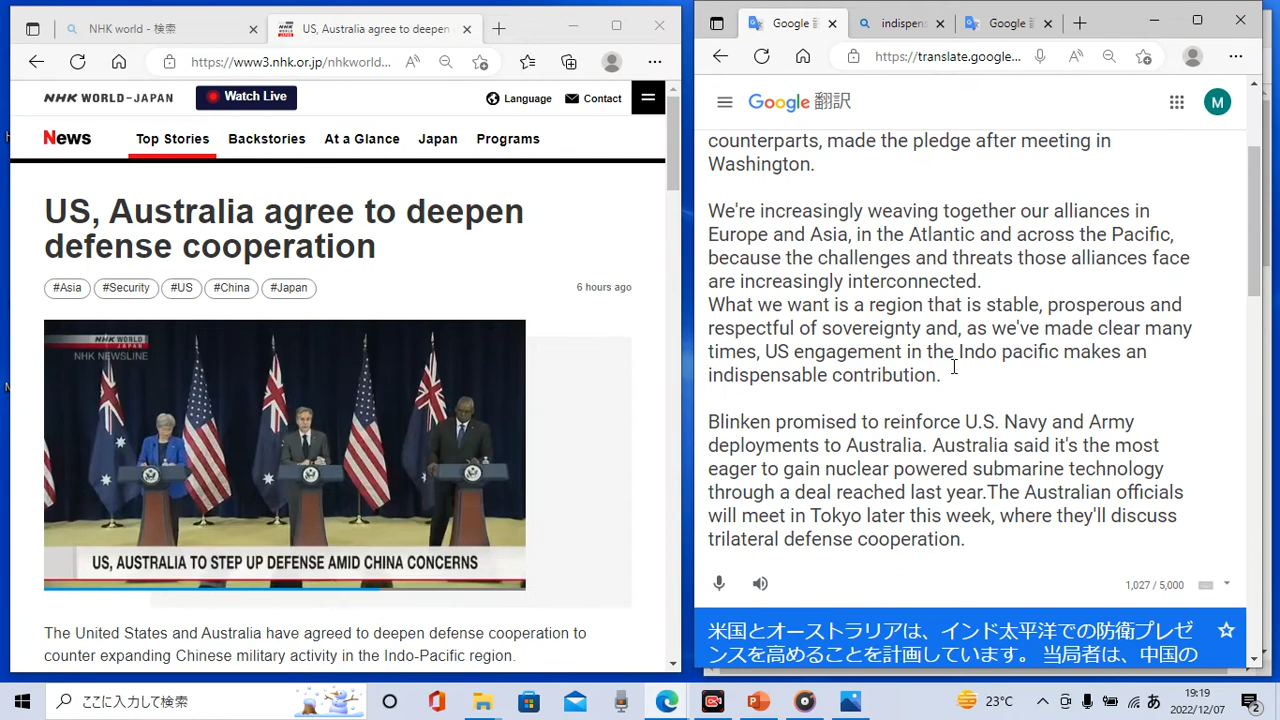 NHK world - 検索
US, Australia agree to deepen
https://www3.nhk.or.jp/nhkworld...
NHK WORLD-JAPAN
Watch Live
Language
Contact
News
Top Stories
Backstories
At a Glance
Japan
Programs
US, Australia agree to deepen
defense cooperation
#Asia
#Security
#US
#China
#Japan
6 hours ago
NHK WORLD
JAPAN
NHK NEWSLINE
US, AUSTRALIA TO STEP UP DEFENSE AMID CHINA CONCERNS
The United States and Australia have agreed to deepen defense cooperation to
counter expanding Chinese military activity in the Indo-Pacific region.
Google
indispens
Google
https://translate.google...
Google 翻訳
M
counterparts, made the pledge after meeting in
Washington.
We're increasingly weaving together our alliances in
Europe and Asia, in the Atlantic and across the Pacific,
because the challenges and threats those alliances face
are increasingly interconnected.
What we want is a region that is stable, prosperous and
respectful of sovereignty and, as we've made clear many
times, US engagement in the Indo pacific makes an
indispensable contribution.
Blinken promised to reinforce U.S. Navy and Army
deployments to Australia. Australia said it's the most
eager to gain nuclear powered submarine technology
through a deal reached last year.The Australian officials
will meet in Tokyo later this week, where they'll discuss
trilateral defense cooperation.
1,027 / 5,000
米国とオーストラリアは、インド太平洋での防衛プレゼ
ンスを高めることを計画しています。 当局者は、中国の
ここに入力して検索
23°C
あ
19:19
2022/12/07
2